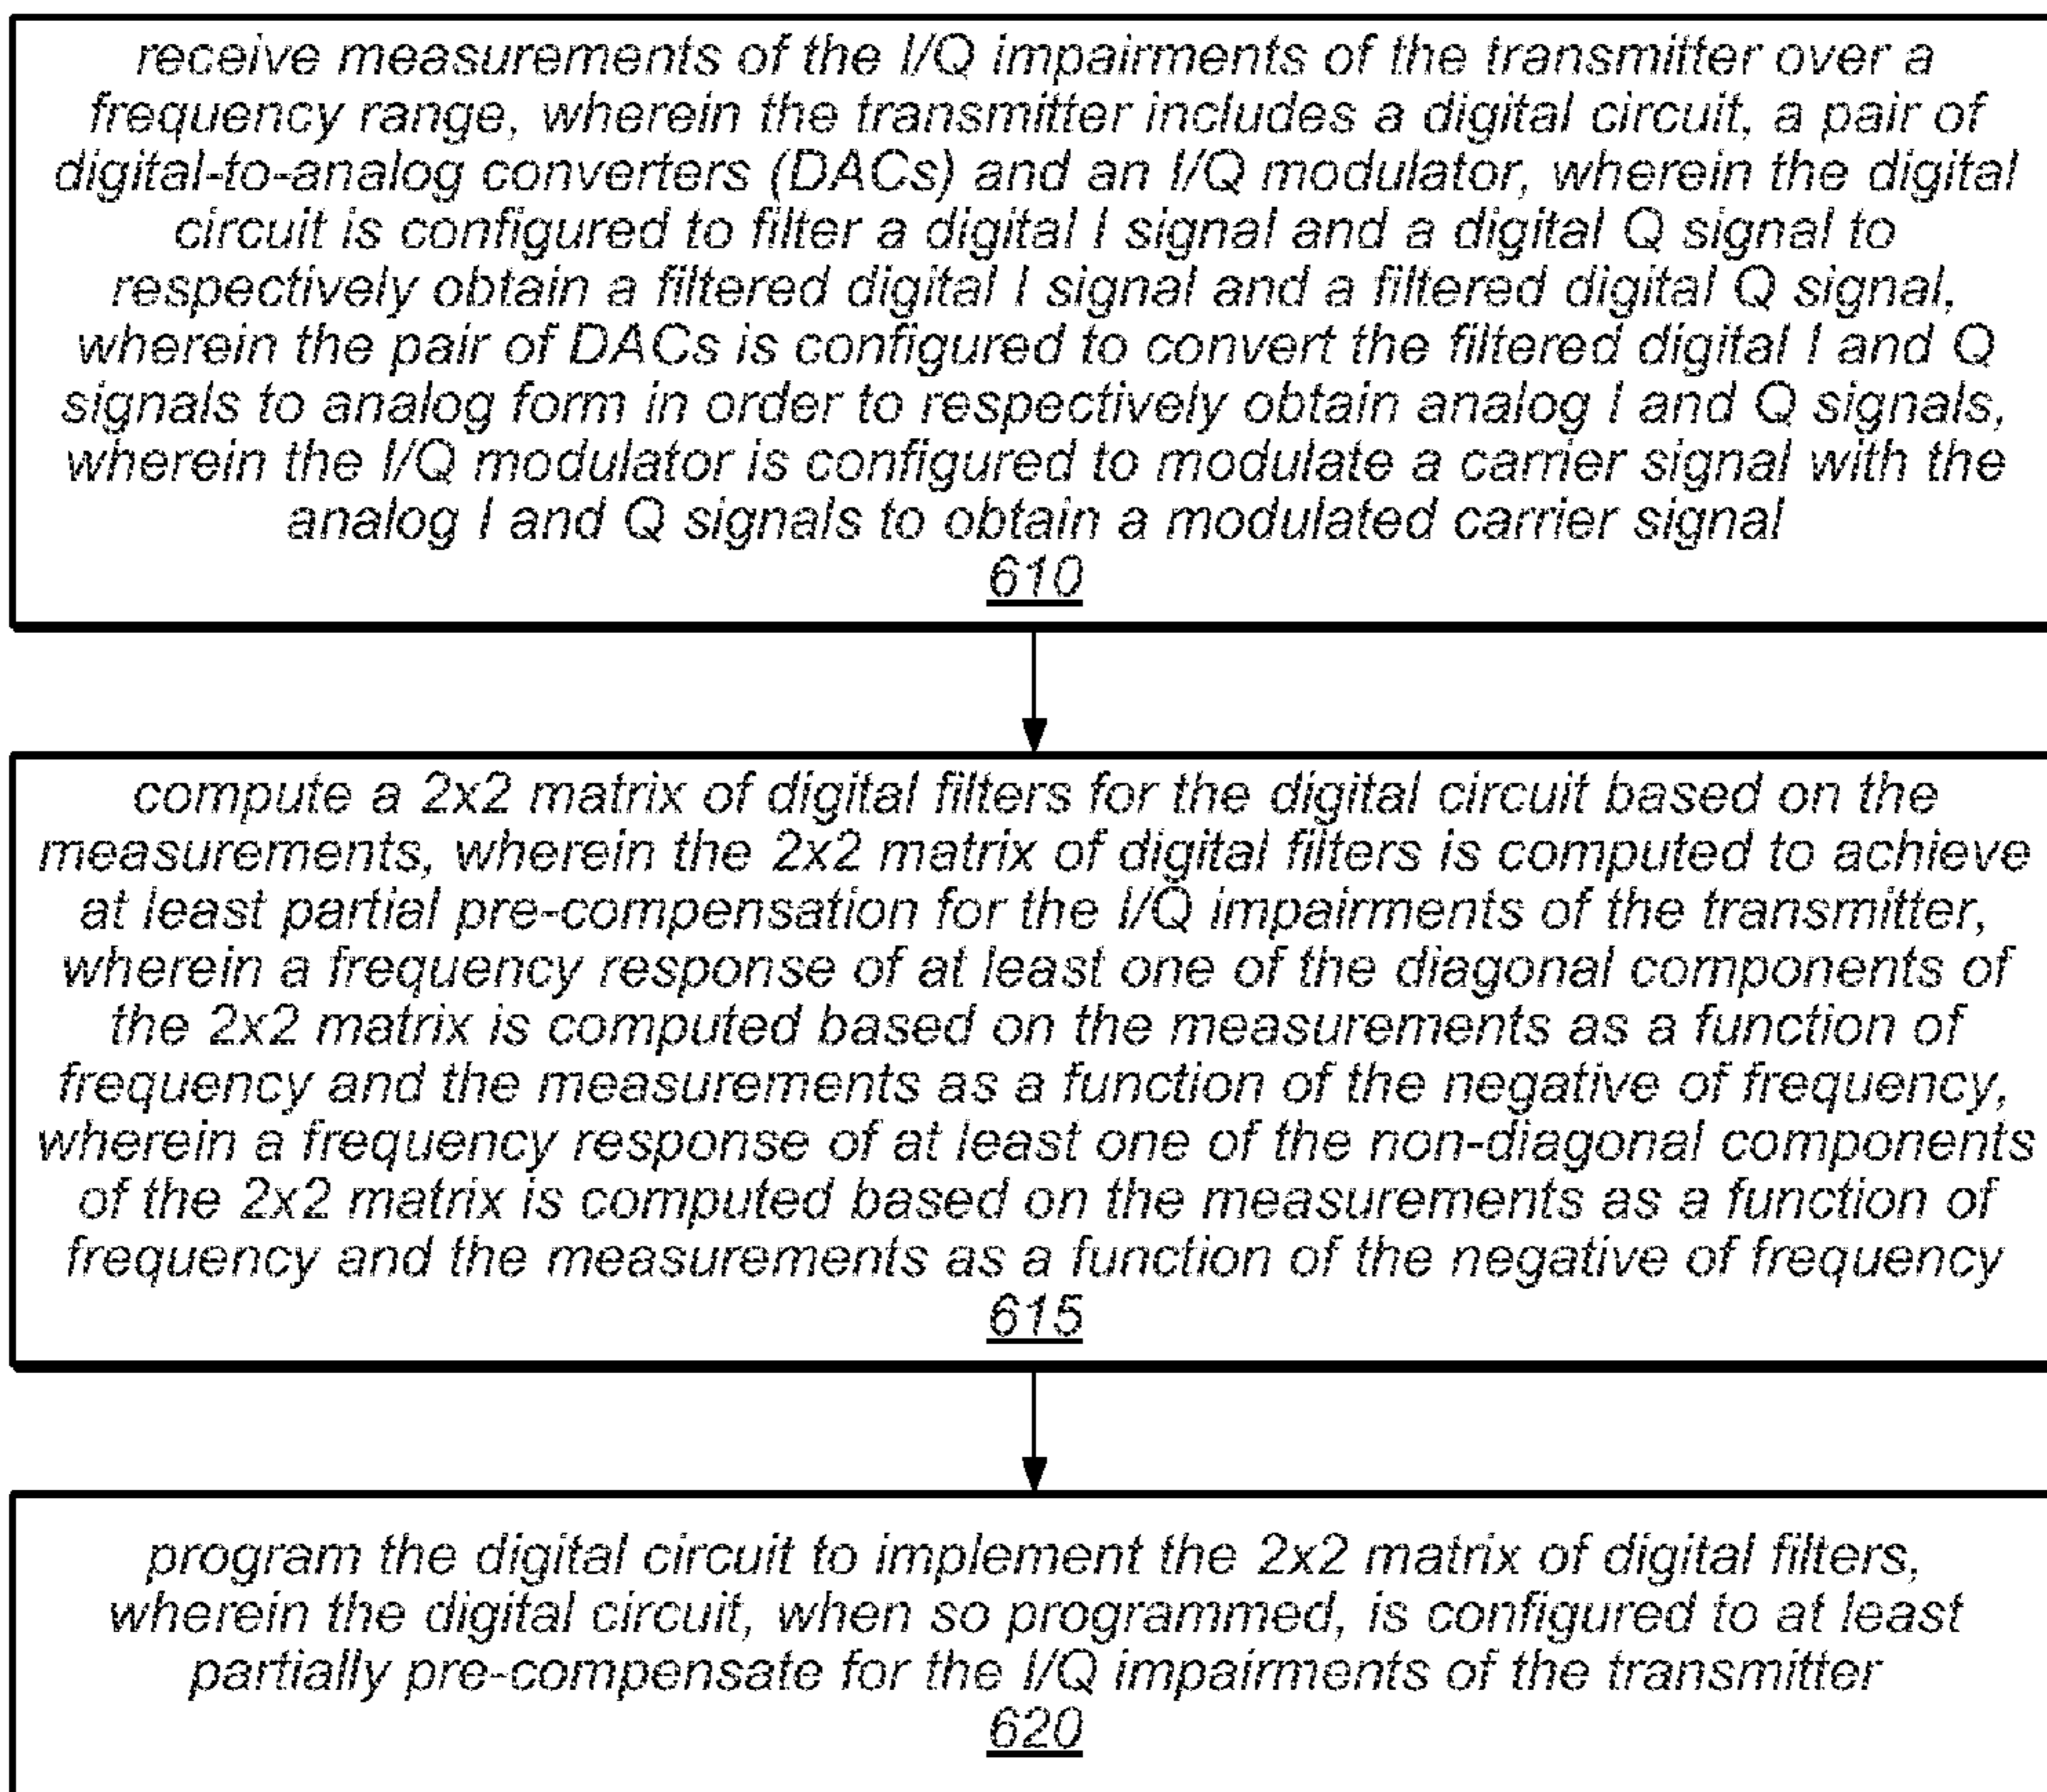 receive measurements of the I/Q impairments of the transmitter over a
frequency range, wherein the transmitter includes a digital circuit, a pair of
digital-to-analog converters (DACs) and an I/Q modulator, wherein the digital
circuit is configured to filter a digital I signal and a digital Q signal to
respectively obtain a filtered digital I signal and a filtered digital Q signal,
wherein the pair of DACs is configured to convert the filtered digital I and Q
signals to analog form in order to respectively obtain analog I and Q signals,
wherein the I/Q modulator is configured to modulate a carrier signal with the
analog I and Q signals to obtain a modulated carrier signal
610
compute a 2x2 matrix of digital filters for the digital circuit based on the
measurements, wherein the 2x2 matrix of digital filters is computed to achieve
at least partial pre-compensation for the I/Q impairments of the transmitter,
wherein a frequency response of at least one of the diagonal components of
the 2x2 matrix is computed based on the measurements as a function of
frequency and the measurements as a function of the negative of frequency,
wherein a frequency response of at least one of the non-diagonal components
of the 2x2 matrix is computed based on the measurements as a function of
frequency and the measurements as a function of the negative of frequency
615
program the digital circuit to implement the 2x2 matrix of digital filters,
wherein the digital circuit, when so programmed, is configured to at least
partially pre-compensate for the I/Q impairments of the transmitter
620